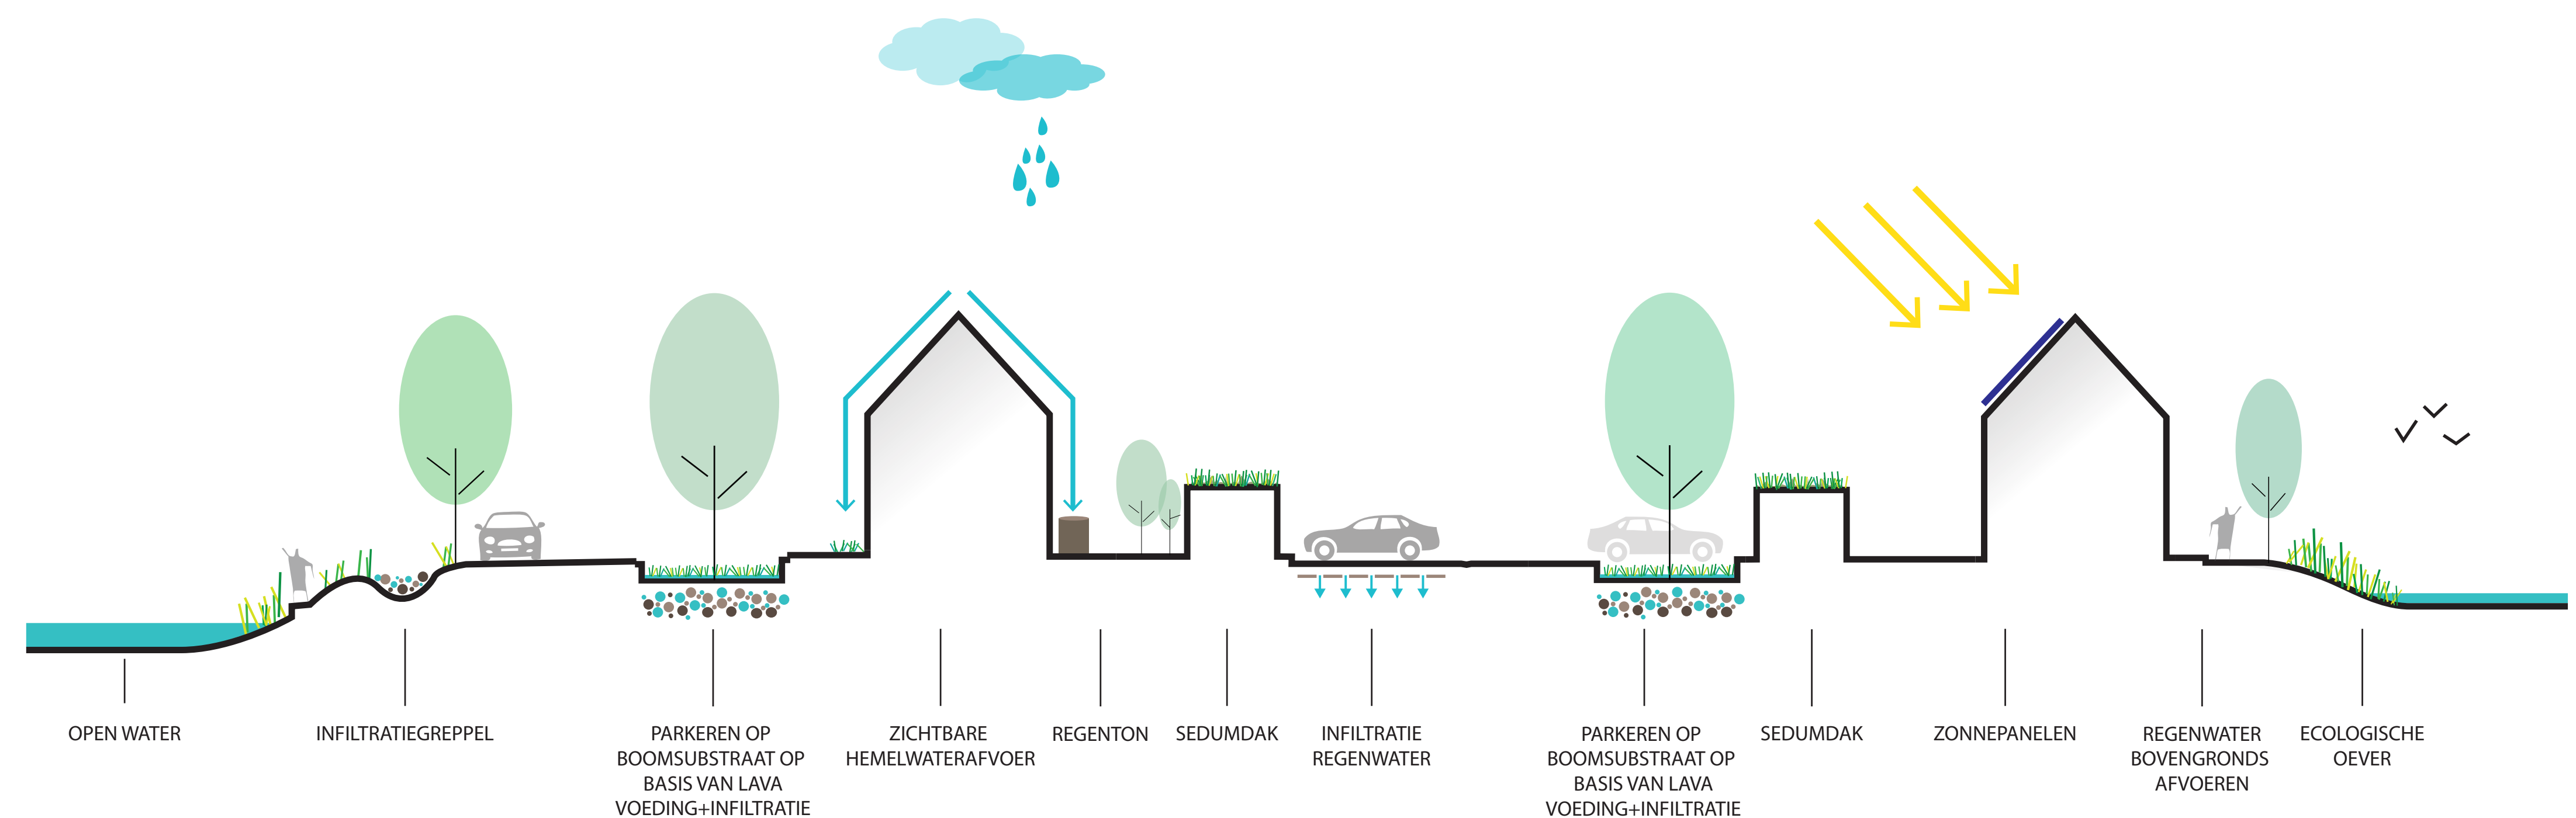 OPEN WATER
INFILTRATIEGREPPEL
PARKEREN OP
BOOMSUBSTRAAT OP
BASIS VAN LAVA
VOEDING+INFILTRATIE
ZICHTBARE
HEMELWATERAFVOER
REGENTON
SEDUMDAK
INFILTRATIE
REGENWATER
PARKEREN OP
BOOMSUBSTRAAT OP
BASIS VAN LAVA
VOEDING+INFILTRATIE
SEDUMDAK
ZONNEPANELEN
REGENWATER
BOVENGRONDS
AFVOEREN
ECOLOGISCHE
OEVER